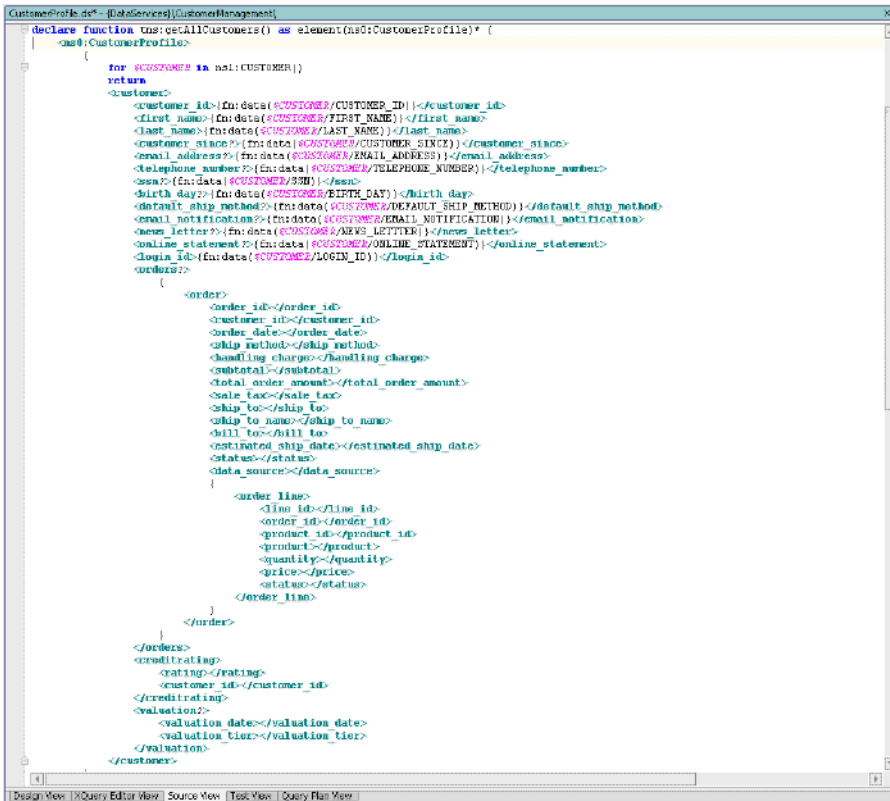 CustomerProfile.ds* - {DataServices}\CustomerManagement\
declare function tns:getAllCustomers() as element(ns0:CustomerProfile)* {
<ns0:CustomerProfile>
{
for $CUSTOMER in ns1:CUSTOMER()
return
<customer>
<customer_id>{fn:data($CUSTOMER/CUSTOMER_ID)}</customer_id>
<first_name>{fn:data($CUSTOMER/FIRST_NAME)}</first_name>
<last_name>{fn:data($CUSTOMER/LAST_NAME)}</last_name>
<customer_since?>{fn:data($CUSTOMER/CUSTOMER_SINCE)}</customer_since>
<email_address?>{fn:data($CUSTOMER/EMAIL_ADDRESS)}</email_address>
<telephone_number?>{fn:data($CUSTOMER/TELEPHONE_NUMBER)}</telephone_number>
<ssn?>{fn:data($CUSTOMER/SSN)}</ssn>
<birth_day?>{fn:data($CUSTOMER/BIRTH_DAY)}</birth_day>
<default_ship_method?>{fn:data($CUSTOMER/DEFAULT_SHIP_METHOD)}</default_ship_method>
<email_notification?>{fn:data($CUSTOMER/EMAIL_NOTIFICATION)}</email_notification>
<news_letter?>{fn:data($CUSTOMER/NEWS_LETTTER)}</news_letter>
<online_statement?>{fn:data($CUSTOMER/ONLINE_STATEMENT)}</online_statement>
<login_id>{fn:data($CUSTOMER/LOGIN_ID)}</login_id>
<orders?>
{
<order>
<order_id></order_id>
<customer_id></customer_id>
<order_date></order_date>
<ship_method></ship_method>
<handling_charge></handling_charge>
<subtotal></subtotal>
<total_order_amount></total_order_amount>
<sale_tax></sale_tax>
<ship_to></ship_to>
<ship_to_name></ship_to_name>
<bill_to></bill_to>
<estimated_ship_date></estimated_ship_date>
<status></status>
<data_source></data_source>
{
<order_line>
<line_id></line_id>
<order_id></order_id>
<product_id></product_id>
<product></product>
<quantity></quantity>
<price></price>
<status></status>
</order_line>
}
</order>
}
</orders>
<creditrating>
<rating></rating>
<customer_id></customer_id>
</creditrating>
<valuation?>
<valuation_date></valuation_date>
<valuation_tier></valuation_tier>
</valuation>
</customer>
Design View XQuery Editor View Source View Test View Query Plan View